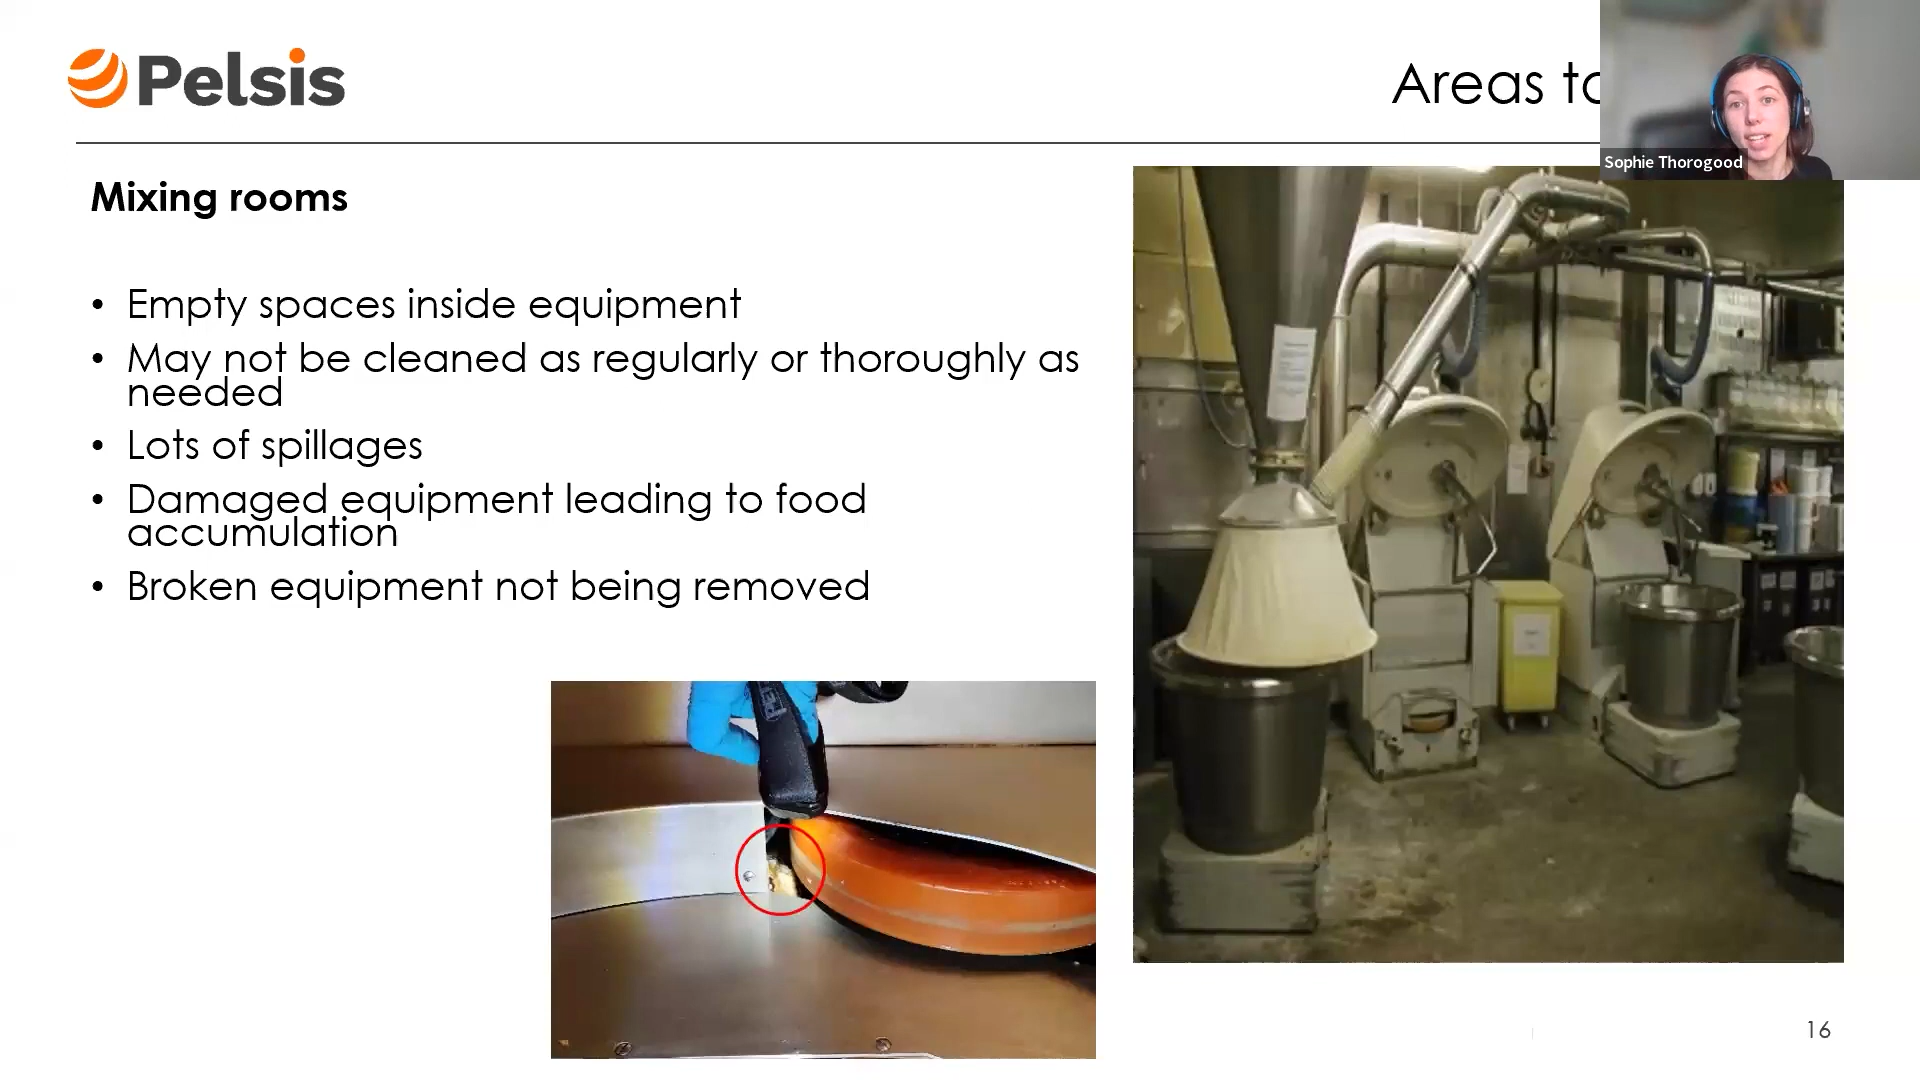 Pelsis
Areas to
Sophie Thorogood
Mixing rooms
• Empty spaces inside equipment
• May not be cleaned as regularly or thoroughly as
needed
• Lots of spillages
• Damaged equipment leading to food
accumulation
• Broken equipment not being removed
16